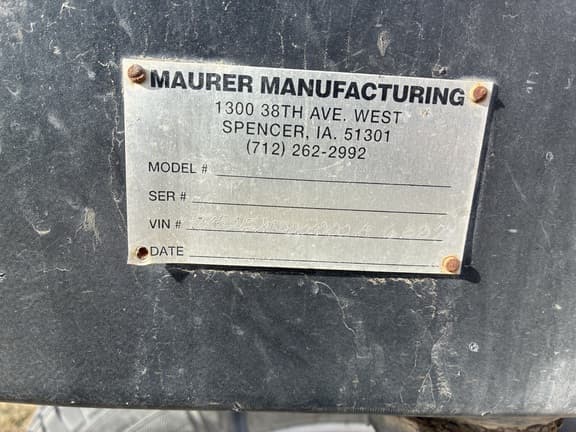 MAURER MANUFACTURING
1300 38TH AVE. WEST
SPENCER, IA. 51301
(712) 262-2992
MODEL #
SER #
VIN #
DATE